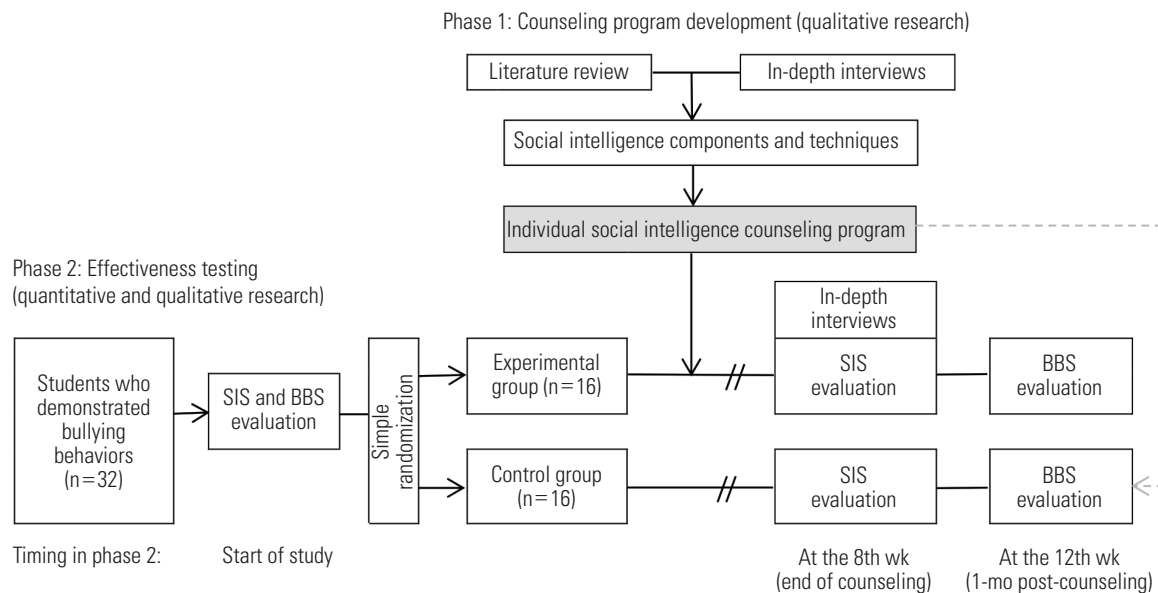 Phase 1: Counseling program development (qualitative research)
Literature review
In-depth interviews
Social intelligence components and techniques
Individual social intelligence counseling program
Phase 2: Effectiveness testing
(quantitative and qualitative research)
Students who
demonstrated
bullying
behaviors
(n=32)
SIS and BBS
evaluation
Simple
randomization
Experimental
group (n=16)
In-depth
interviews
SIS
evaluation
BBS
evaluation
Control group
(n=16)
SIS
evaluation
BBS
evaluation
Timing in phase 2:
Start of study
At the 8th wk
(end of counseling)
At the 12th wk
(1-mo post-counseling)